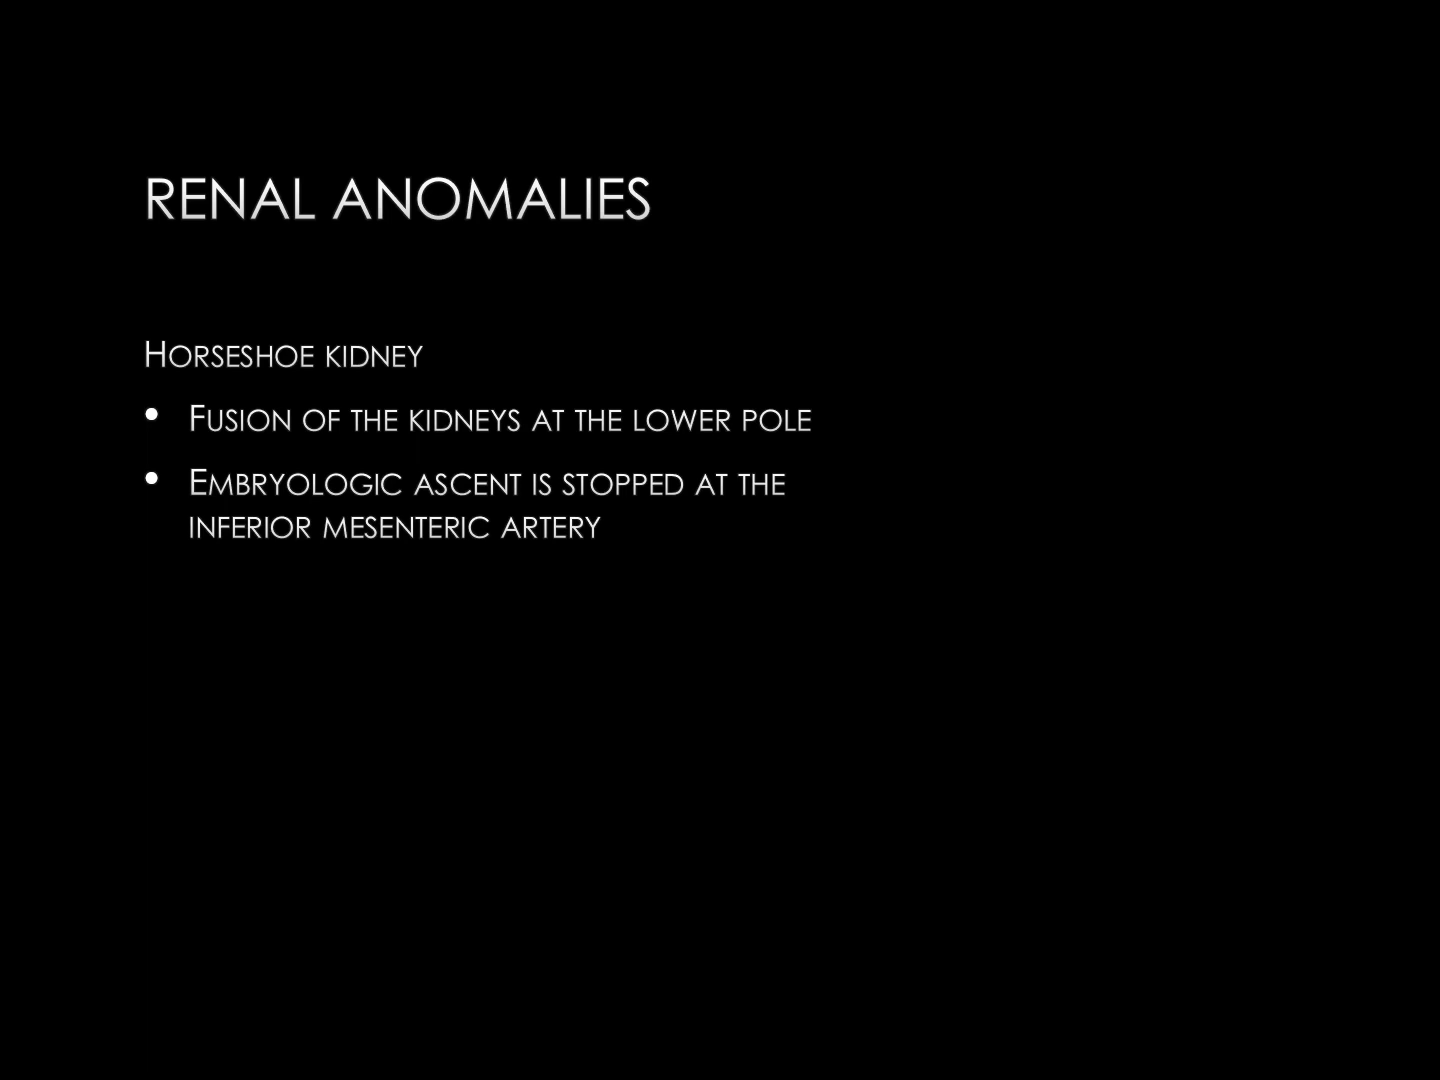 RENAL ANOMALIES
HORSESHOE KIDNEY
• FUSION OF THE KIDNEYS AT THE LOWER POLE
• EMBRYOLOGIC ASCENT IS STOPPED AT THE
INFERIOR MESENTERIC ARTERY